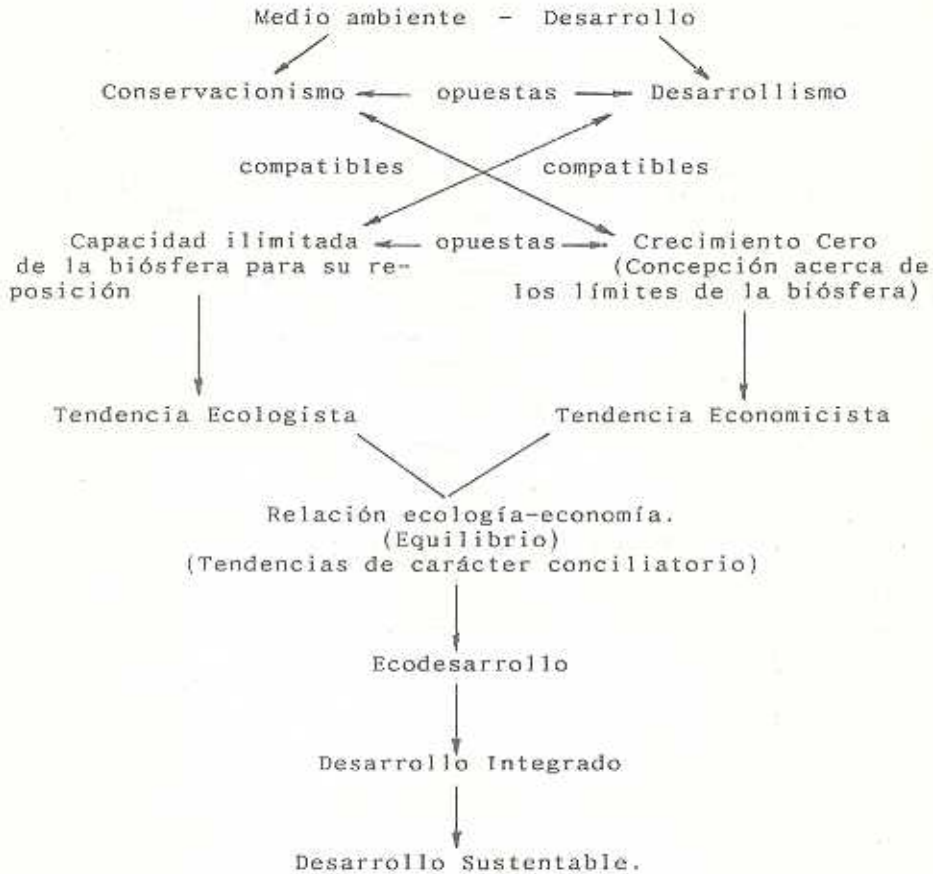 Medio ambiente - Desarrollo
Conservacionismo opuestas Desarrollismo
compatibles compatibles
Capacidad ilimitada opuestas Crecimiento Cero
de la biósfera para su re- (Concepción acerca de
posición los límites de la biósfera)
Tendencia Ecologista Tendencia Economicista
Relación ecología-economía.
(Equilibrio)
(Tendencias de carácter conciliatorio)
Ecodesarrollo
Desarrollo Integrado
Desarrollo Sustentable.